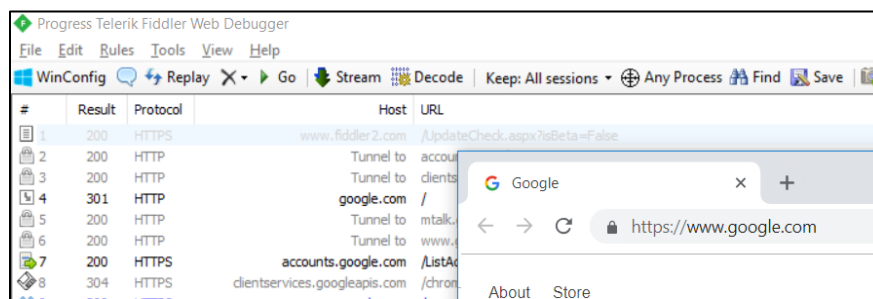 Progress Telerik Fiddler Web Debugger
File Edit Rules Tools View Help
WinConfig Replay Go Stream Decode Keep: All sessions Any Process Find Save
# Result Protocol Host URL
1 200 HTTPS www.fiddler2.com /UpdateCheck.aspx?isBeta=False
2 200 HTTP Tunnel to accou
3 200 HTTP Tunnel to clients
4 301 HTTP google.com /
5 200 HTTP Tunnel to mtalk.
6 200 HTTP Tunnel to www.g
7 200 HTTPS accounts.google.com /ListAc
8 304 HTTPS clientservices.googleapis.com /chrom
Google
https://www.google.com
About Store